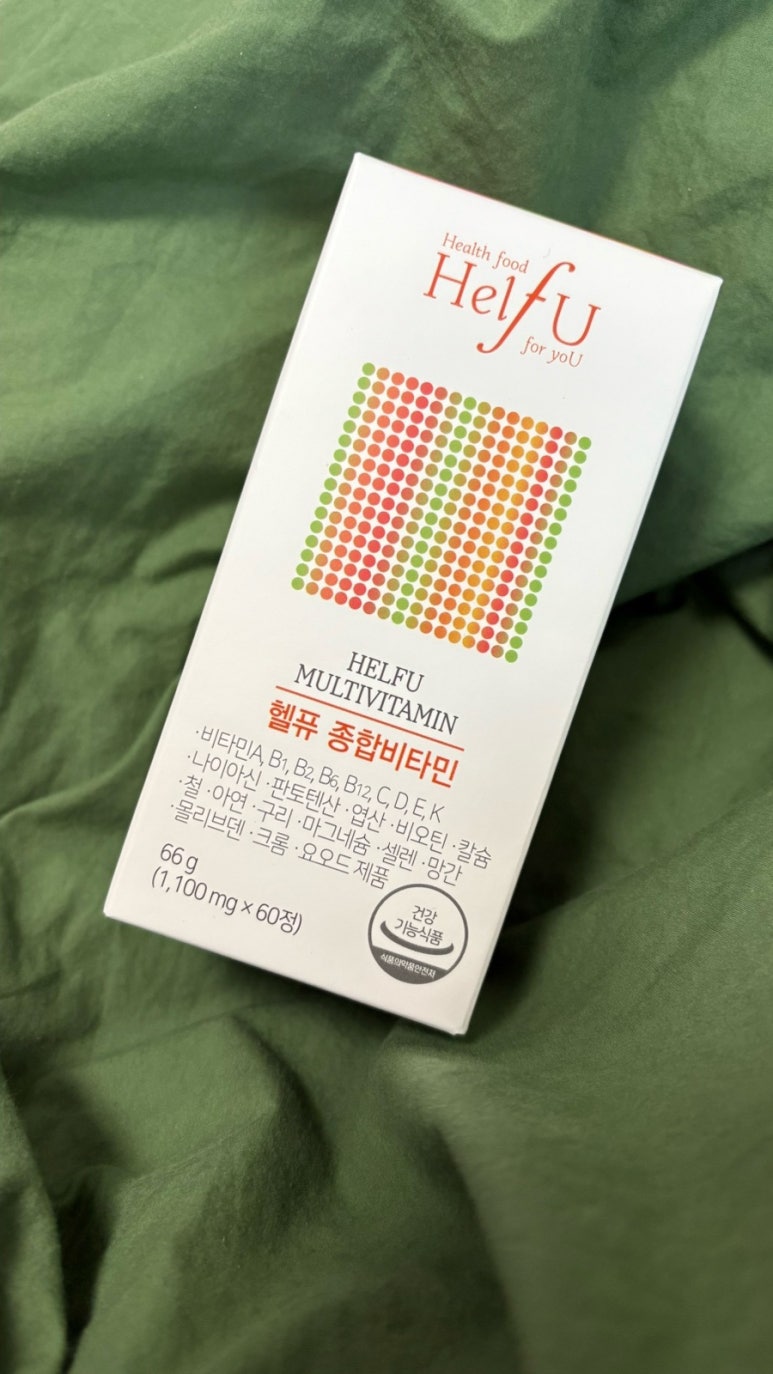 Health food
HelfU
for yoU
HELFU
MULTIVITAMIN
헬퓨 종합비타민
·비타민A, B1, B2, B6, B12, C, D, E, K
·나이아신 ·판토텐산 ·엽산 ·비오틴 ·칼슘
·철 ·아연 ·구리 ·마그네슘 ·셀렌 ·망간
·몰리브덴 ·크롬 ·요오드 제품
66 g
(1,100 mg × 60정)
건강
기능식품
식품의약품안전처